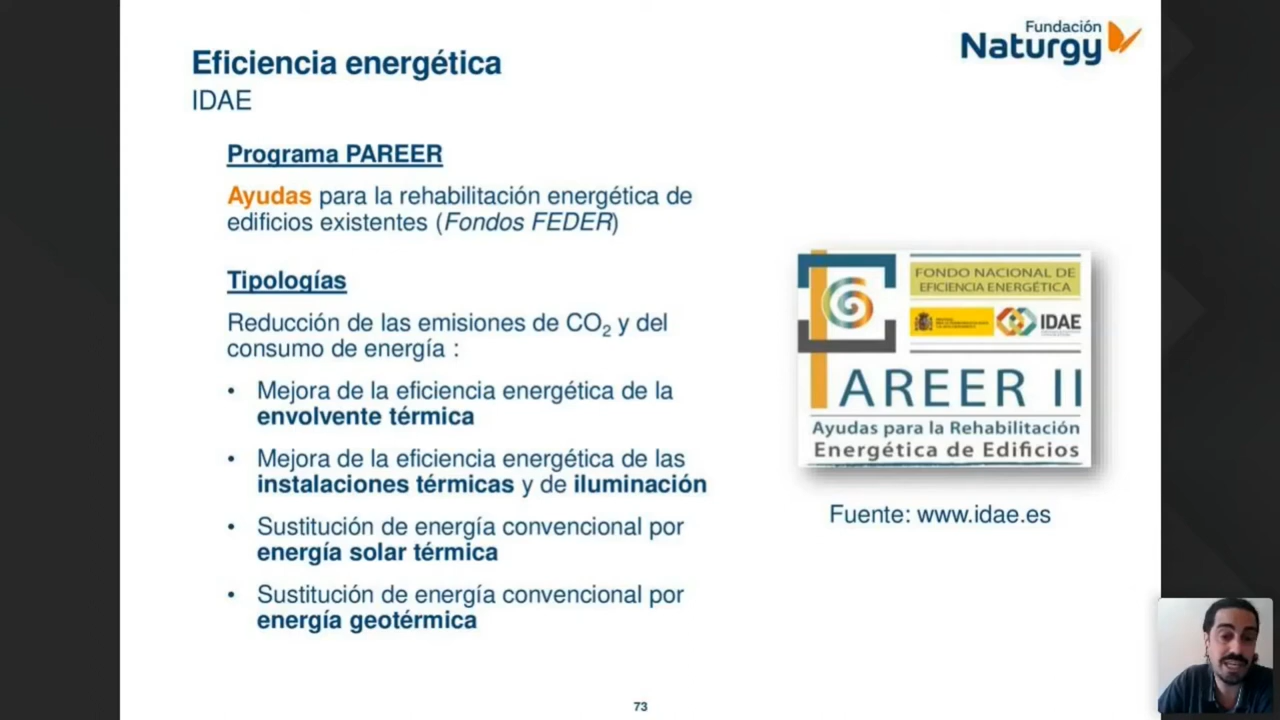 Fundación
Naturgy
Eficiencia energética
IDAE
Programa PAREER
Ayudas para la rehabilitación energética de
edificios existentes (Fondos FEDER)
Tipologías
Reducción de las emisiones de CO₂ y del
consumo de energía :
• Mejora de la eficiencia energética de la
envolvente térmica
• Mejora de la eficiencia energética de las
instalaciones térmicas y de iluminación
• Sustitución de energía convencional por
energía solar térmica
• Sustitución de energía convencional por
energía geotérmica
FONDO NACIONAL DE
EFICIENCIA ENERGÉTICA
IDAE
PAREER II
Ayudas para la Rehabilitación
Energética de Edificios
Fuente: www.idae.es
73